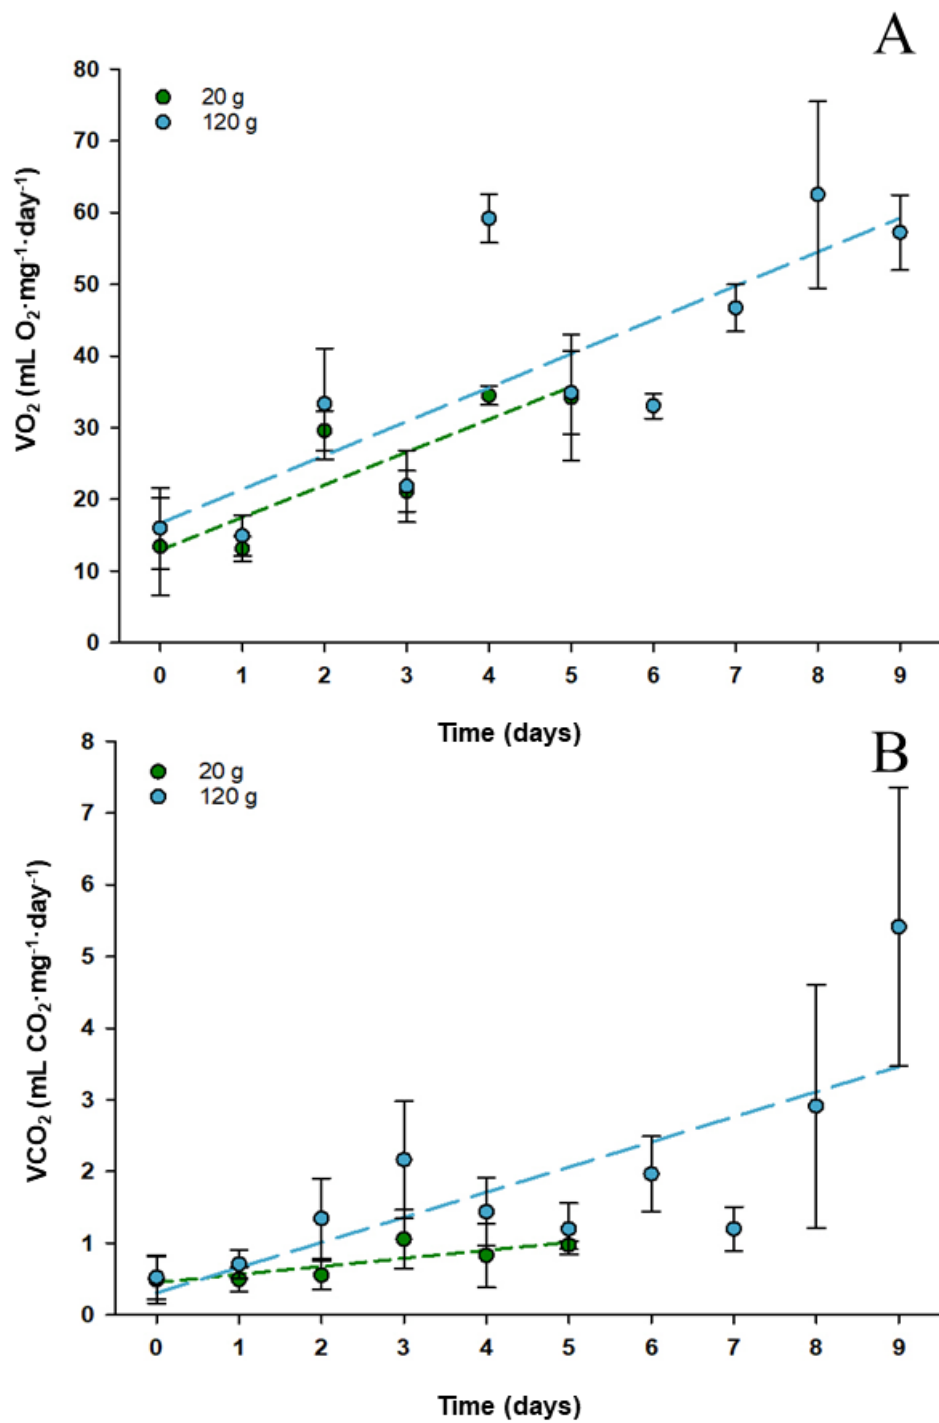 A
80
20 g
120 g
70
60
50
40
30
20
10
0
VO₂ (mL O₂·mg⁻¹·day⁻¹)
0 1 2 3 4 5 6 7 8 9
Time (days)
B
8
20 g
120 g
7
6
5
4
3
2
1
0
VCO₂ (mL CO₂·mg⁻¹·day⁻¹)
0 1 2 3 4 5 6 7 8 9
Time (days)